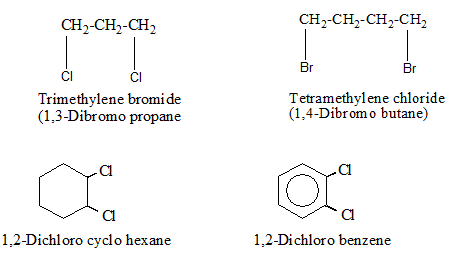 CH2-CH2-CH2
Cl Cl
Trimethylene bromide
(1,3-Dibromo propane
CH2-CH2-CH2-CH2
Br Br
Tetramethylene chloride
(1,4-Dibromo butane)
Cl
Cl
1,2-Dichloro cyclo hexane
Cl
Cl
1,2-Dichloro benzene